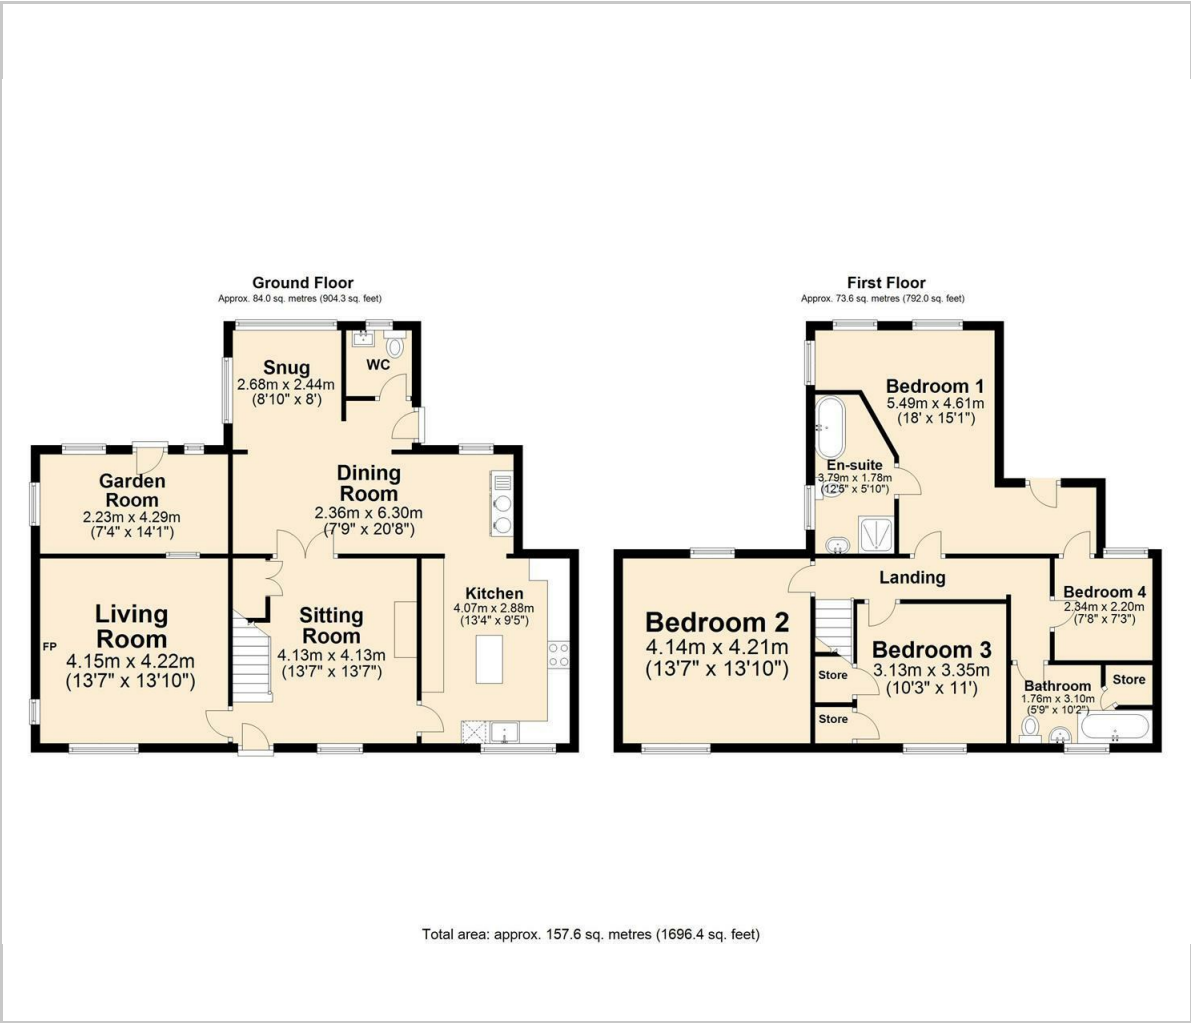 Ground Floor
Approx. 84.0 sq. metres (904.3 sq. feet)
Snug
2.68m x 2.44m
(8'10" x 8')
WC
Garden
Room
2.23m x 4.29m
(7'4" x 14'1")
Dining
Room
2.36m x 6.30m
(7'9" x 20'8")
Living
Room
4.15m x 4.22m
(13'7" x 13'10")
FP
Sitting
Room
4.13m x 4.13m
(13'7" x 13'7")
Kitchen
4.07m x 2.88m
(13'4" x 9'5")
First Floor
Approx. 73.6 sq. metres (792.0 sq. feet)
Bedroom 1
5.49m x 4.61m
(18' x 15'1")
En-suite
3.79m x 1.78m
(12'5" x 5'10")
Landing
Bedroom 2
4.14m x 4.21m
(13'7" x 13'10")
Bedroom 3
3.13m x 3.35m
(10'3" x 11')
Bedroom 4
2.34m x 2.20m
(7'8" x 7'3")
Store
Store
Bathroom
1.76m x 3.10m
(5'9" x 10'2")
Store
Total area: approx. 157.6 sq. metres (1696.4 sq. feet)